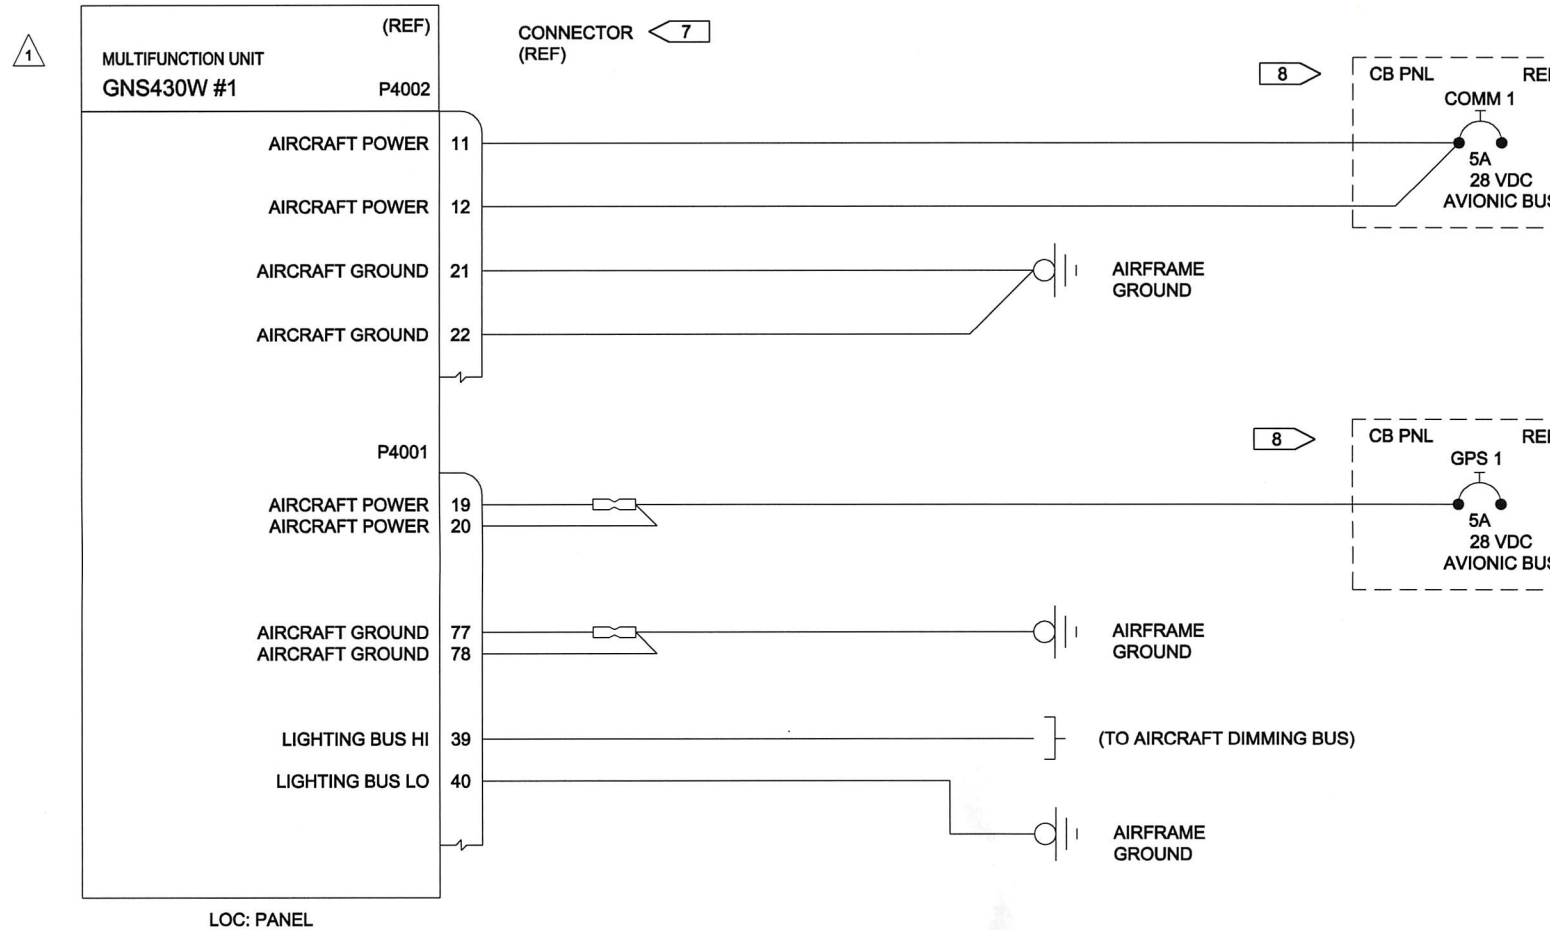 1
(REF)
MULTIFUNCTION UNIT
GNS430W #1
P4002
CONNECTOR 7
(REF)
8
CB PNL
COMM 1
5A
28 VDC
AVIONIC
AIRCRAFT POWER 11
AIRCRAFT POWER 12
AIRCRAFT GROUND 21
AIRCRAFT GROUND 22
AIRFRAME
GROUND
P4001
8
CB PNL
GPS 1
5A
28 VDC
AVIONIC
AIRCRAFT POWER 19
AIRCRAFT POWER 20
AIRCRAFT GROUND 77
AIRCRAFT GROUND 78
AIRFRAME
GROUND
LIGHTING BUS HI 39
(TO AIRCRAFT DIMMING BUS)
LIGHTING BUS LO 40
AIRFRAME
GROUND
LOC: PANEL